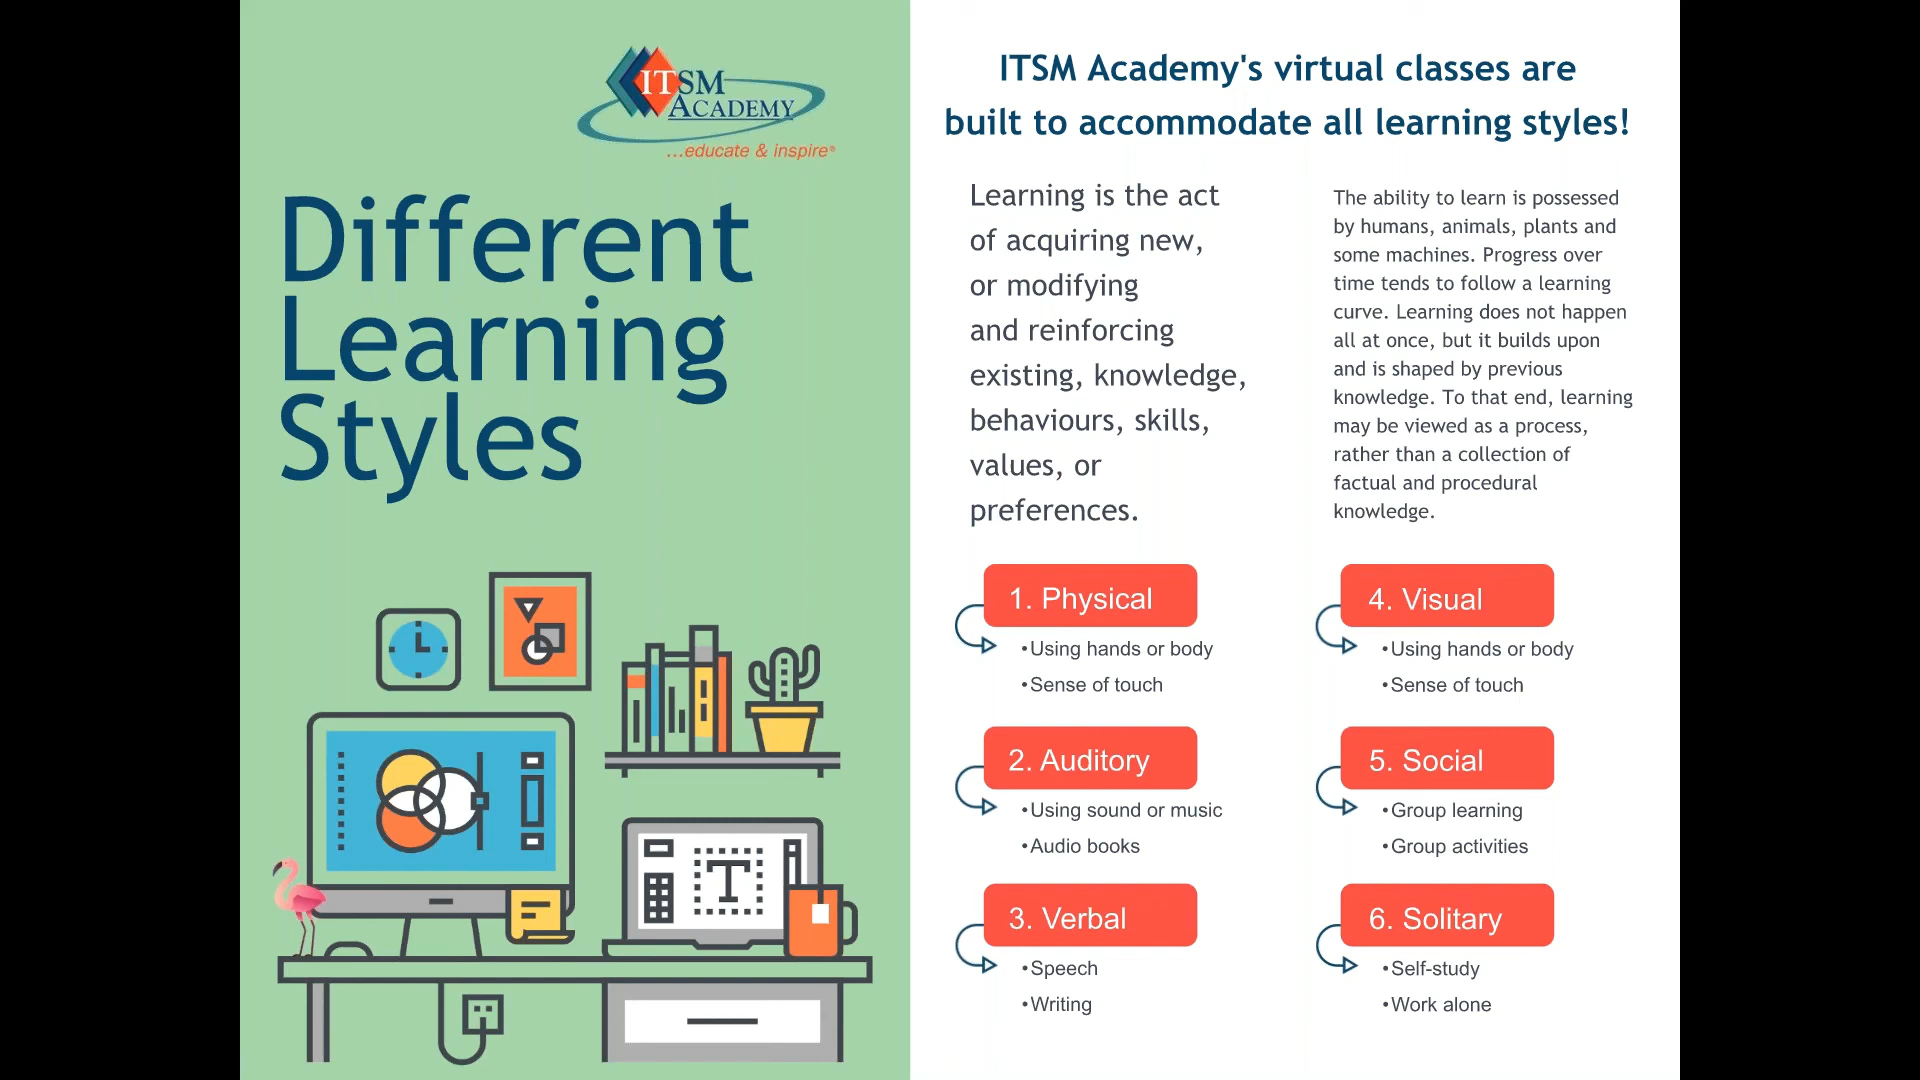 ITSM
ACADEMY
...educate & inspire®
Different
Learning
Styles
T
ITSM Academy's virtual classes are
built to accommodate all learning styles!
Learning is the act
of acquiring new,
or modifying
and reinforcing
existing, knowledge,
behaviours, skills,
values, or
preferences.
The ability to learn is possessed
by humans, animals, plants and
some machines. Progress over
time tends to follow a learning
curve. Learning does not happen
all at once, but it builds upon
and is shaped by previous
knowledge. To that end, learning
may be viewed as a process,
rather than a collection of
factual and procedural
knowledge.
1. Physical
•Using hands or body
•Sense of touch
2. Auditory
•Using sound or music
•Audio books
3. Verbal
•Speech
•Writing
4. Visual
•Using hands or body
•Sense of touch
5. Social
•Group learning
•Group activities
6. Solitary
•Self-study
•Work alone